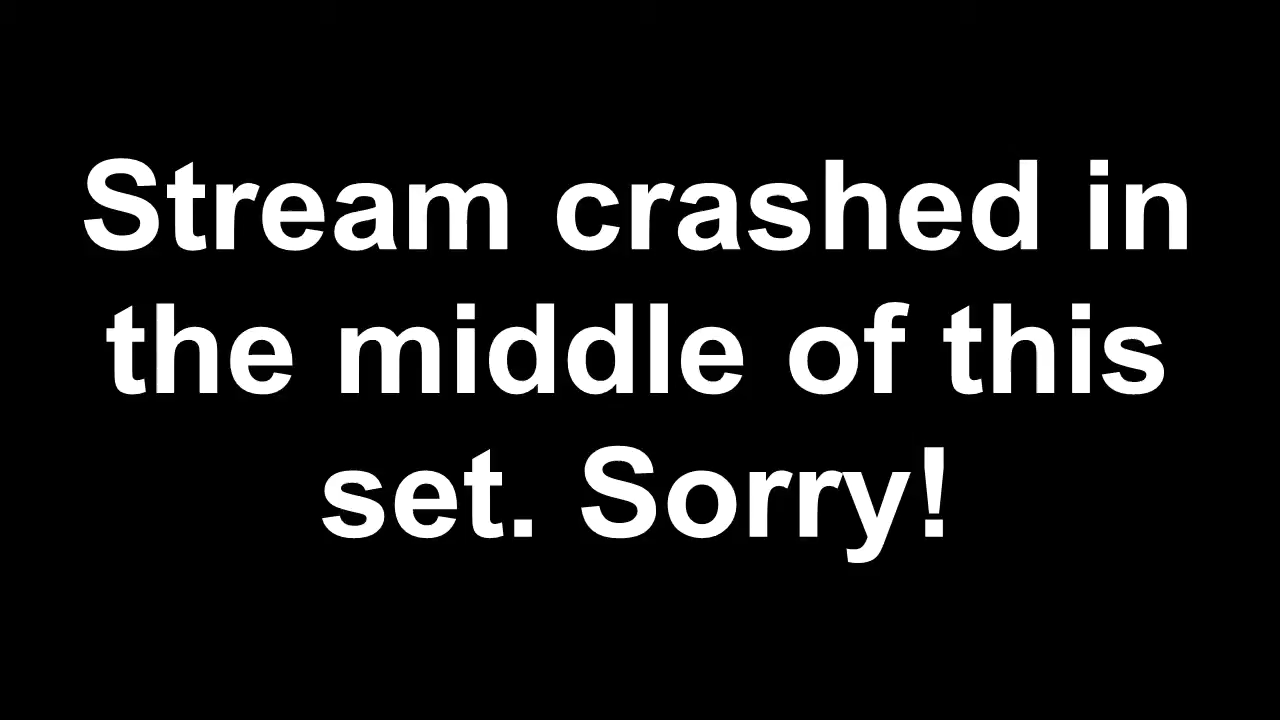 Stream crashed in
the middle of this
set. Sorry!